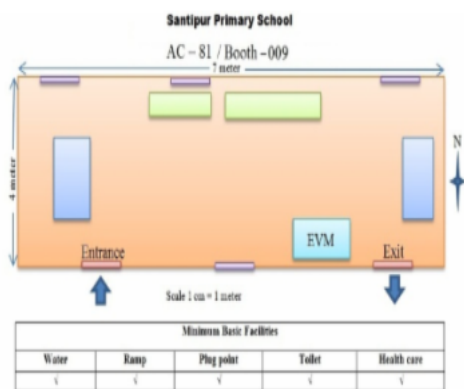 Santipur Primary School
AC - 81 / Booth -009
7 meter
4 meter
N
EVM
Entrance
Exit
Scale 1 cm = 1 meter
Minimum Basic Facilities
Water Ramp Plug point Toilet Health care
√ √ √ √ √